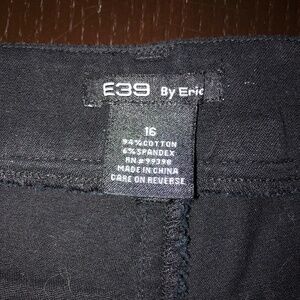 E39 By Eric
16
94% COTTON
6% SPANDEX
RN # 99398
MADE IN CHINA
CARE ON REVERSE